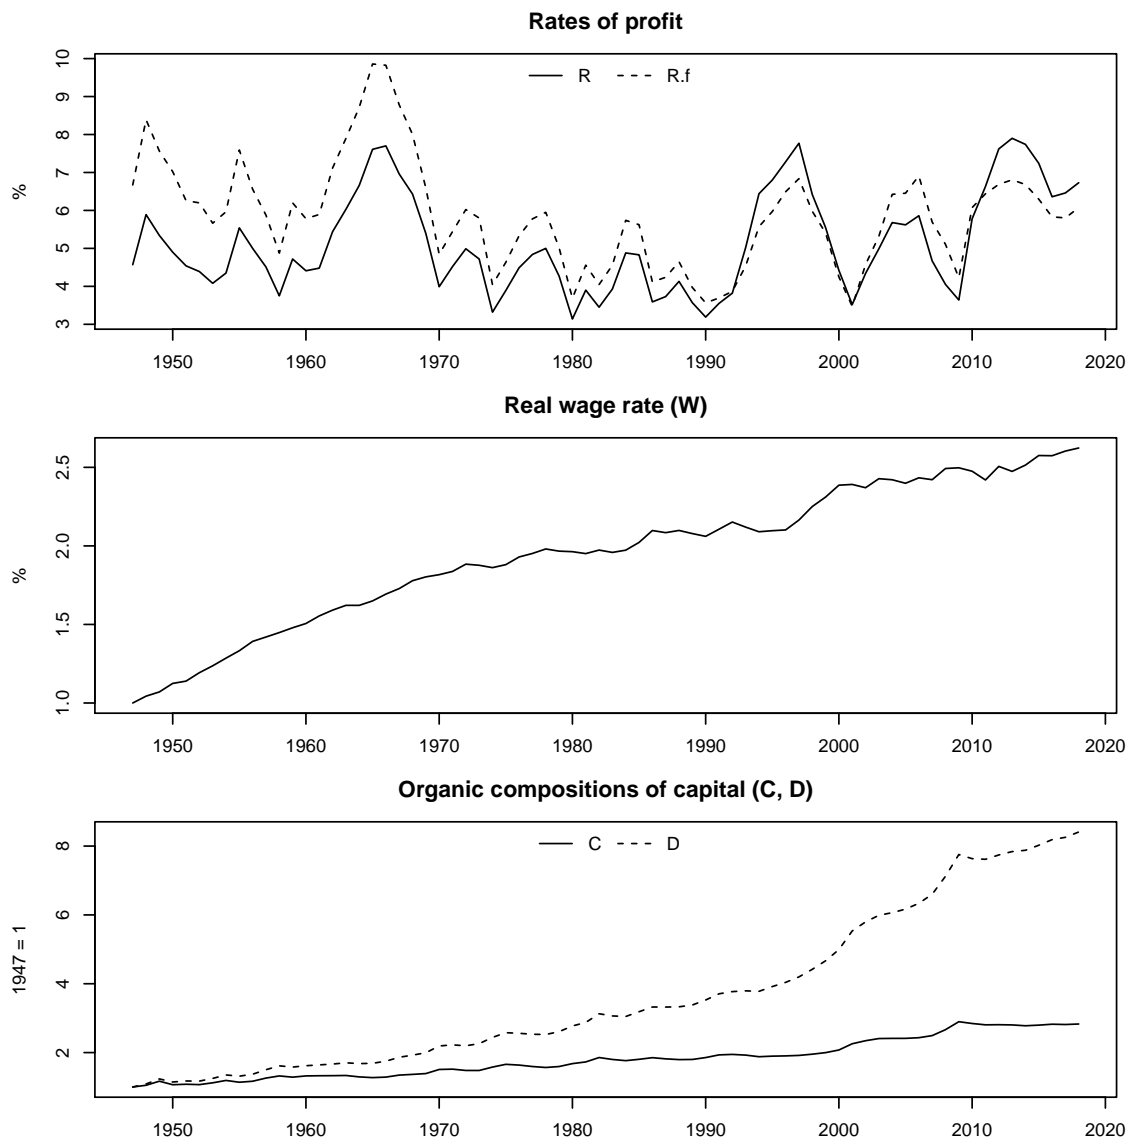 Rates of profit
R R.f
%
10
9
8
7
6
5
4
3
1950 1960 1970 1980 1990 2000 2010 2020
Real wage rate (W)
%
2.5
2.0
1.5
1.0
1950 1960 1970 1980 1990 2000 2010 2020
Organic compositions of capital (C, D)
C D
1947 = 1
8
6
4
2
1950 1960 1970 1980 1990 2000 2010 2020